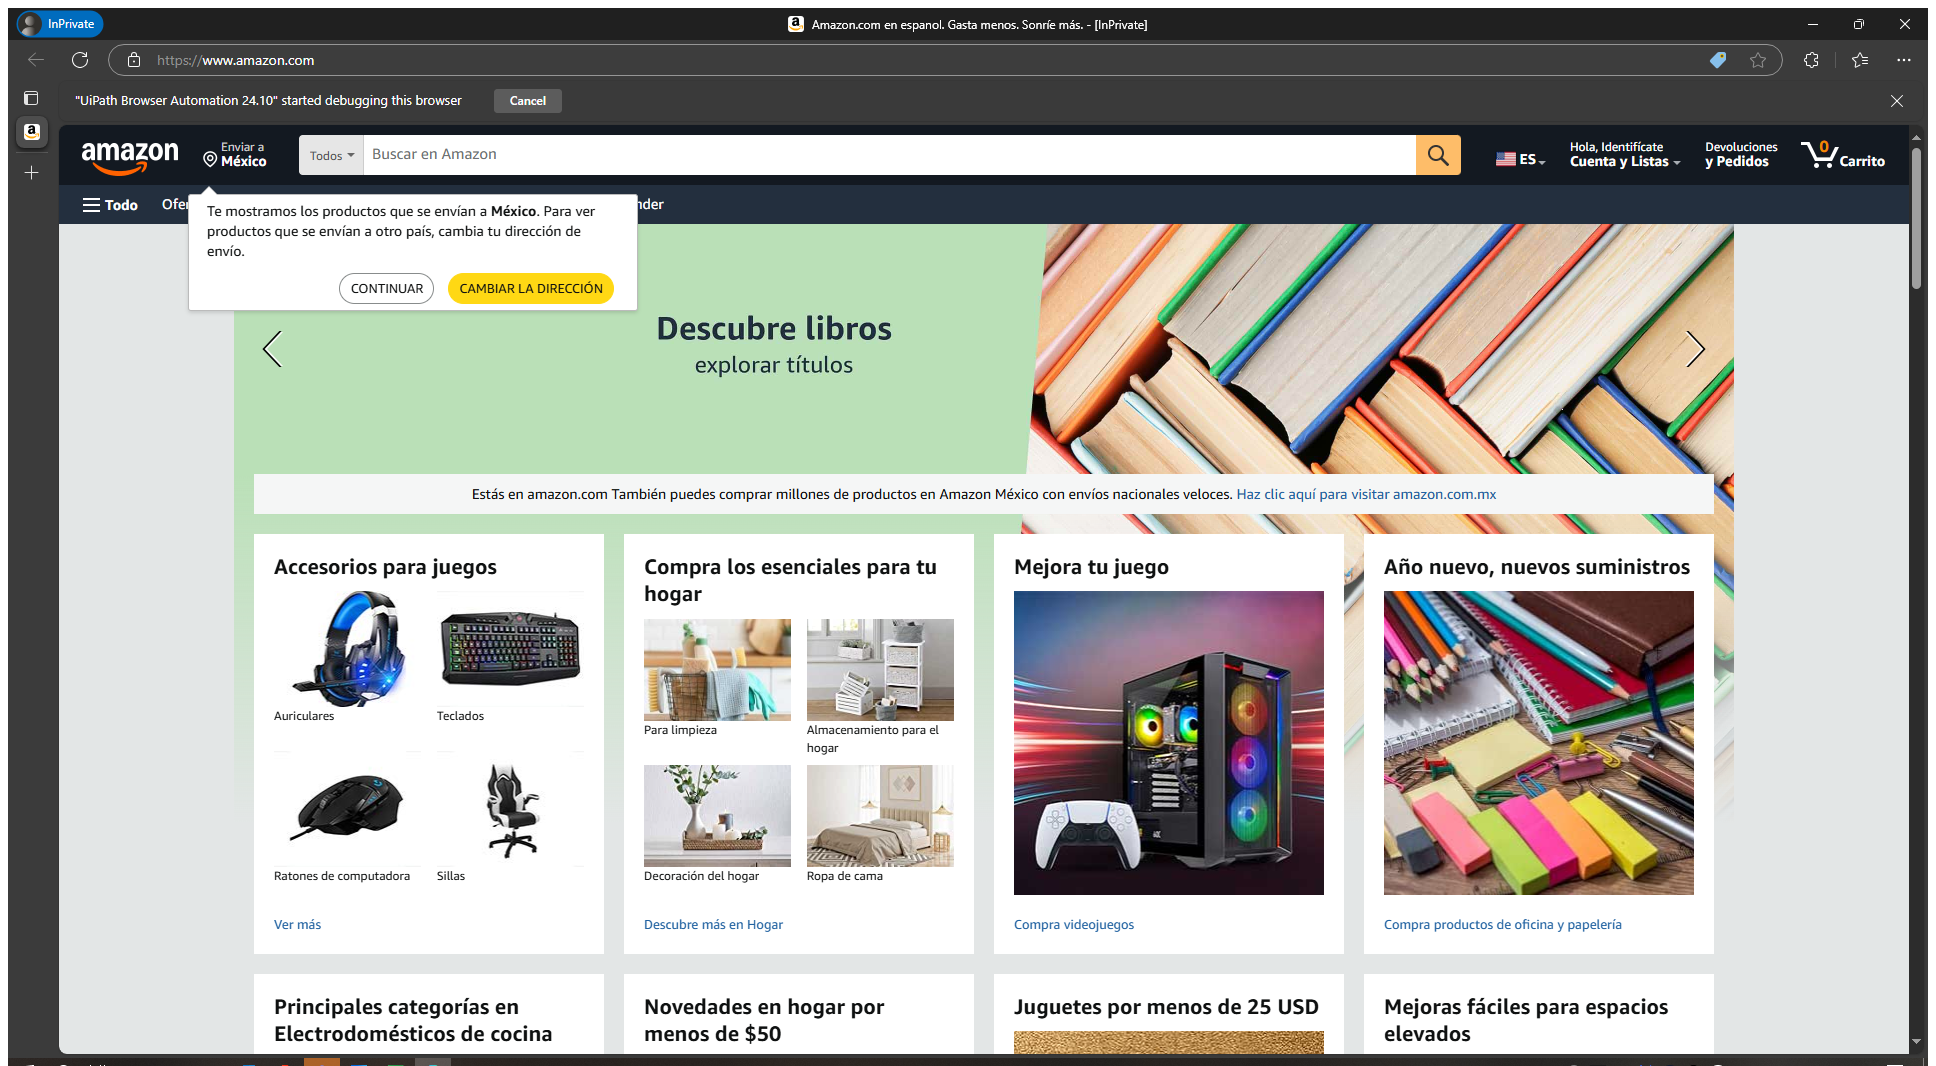 InPrivate
Amazon.com en espanol. Gasta menos. Sonríe más. - [InPrivate]
https://www.amazon.com
"UiPath Browser Automation 24.10" started debugging this browser
Cancel
amazon
Enviar a
México
Todos
Buscar en Amazon
ES
Hola, Identifícate
Cuenta y Listas
Devoluciones
y Pedidos
0
Carrito
Todo
Te mostramos los productos que se envían a México. Para ver
productos que se envían a otro país, cambia tu dirección de
envío.
CONTINUAR
CAMBIAR LA DIRECCIÓN
Descubre libros
explorar títulos
Estás en amazon.com También puedes comprar millones de productos en Amazon México con envíos nacionales veloces. Haz clic aquí para visitar amazon.com.mx
Accesorios para juegos
Auriculares
Teclados
Ratones de computadora
Sillas
Ver más
Compra los esenciales para tu
hogar
Para limpieza
Almacenamiento para el
hogar
Decoración del hogar
Ropa de cama
Descubre más en Hogar
Mejora tu juego
Compra videojuegos
Año nuevo, nuevos suministros
Compra productos de oficina y papelería
Principales categorías en
Electrodomésticos de cocina
Novedades en hogar por
menos de $50
Juguetes por menos de 25 USD
Mejoras fáciles para espacios
elevados